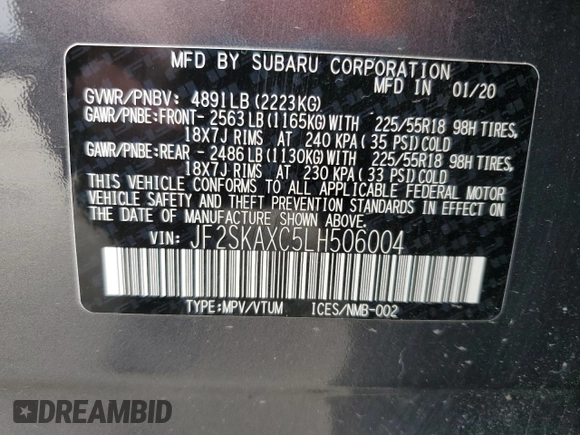 MFD BY SUBARU CORPORATION
MFD IN 01/20
GVWR/PNBV: 4891LB (2223KG)
GAWR/PNBE:FRONT- 2563 LB (1165KG) WITH 225/55R18 98H TIRES,
18X7J RIMS AT 240 KPA (35 PSI) COLD
GAWR/PNBE:REAR - 2486 LB (1130KG) WITH 225/55R18 98H TIRES,
18X7J RIMS AT 230 KPA (33 PSI) COLD
THIS VEHICLE CONFORMS TO ALL APPLICABLE FEDERAL MOTOR
VEHICLE SAFETY AND THEFT PREVENTION STANDARDS IN EFFECT
ON THE DATE OF MANUFACTURE SHOWN ABOVE.
VIN: JF2SKAXC5LH506004
TYPE:MPV/VTUM ICES/NMB-002
DREAMBID